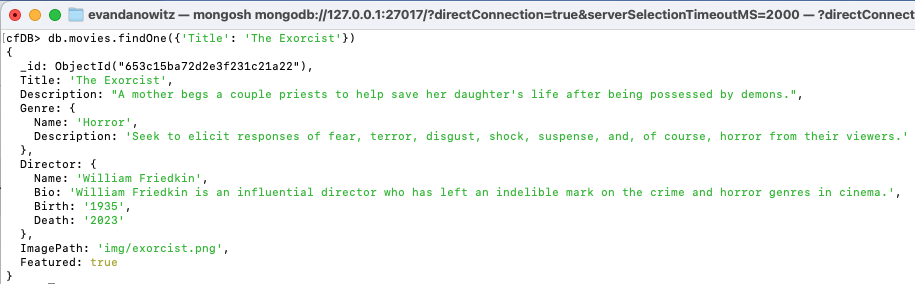 evandanowitz — mongosh mongodb://127.0.0.1:27017/?directConnection=true&serverSelectionTimeoutMS=2000 — ?directConnect
[cfDB> db.movies.findOne({'Title': 'The Exorcist'})
{
  _id: ObjectId("653c15ba72d2e3f231c21a22"),
  Title: 'The Exorcist',
  Description: "A mother begs a couple priests to help save her daughter's life after being possessed by demons.",
  Genre: {
    Name: 'Horror',
    Description: 'Seek to elicit responses of fear, terror, disgust, shock, suspense, and, of course, horror from their viewers.'
  },
  Director: {
    Name: 'William Friedkin',
    Bio: 'William Friedkin is an influential director who has left an indelible mark on the crime and horror genres in cinema.',
    Birth: '1935',
    Death: '2023'
  },
  ImagePath: 'img/exorcist.png',
  Featured: true
}